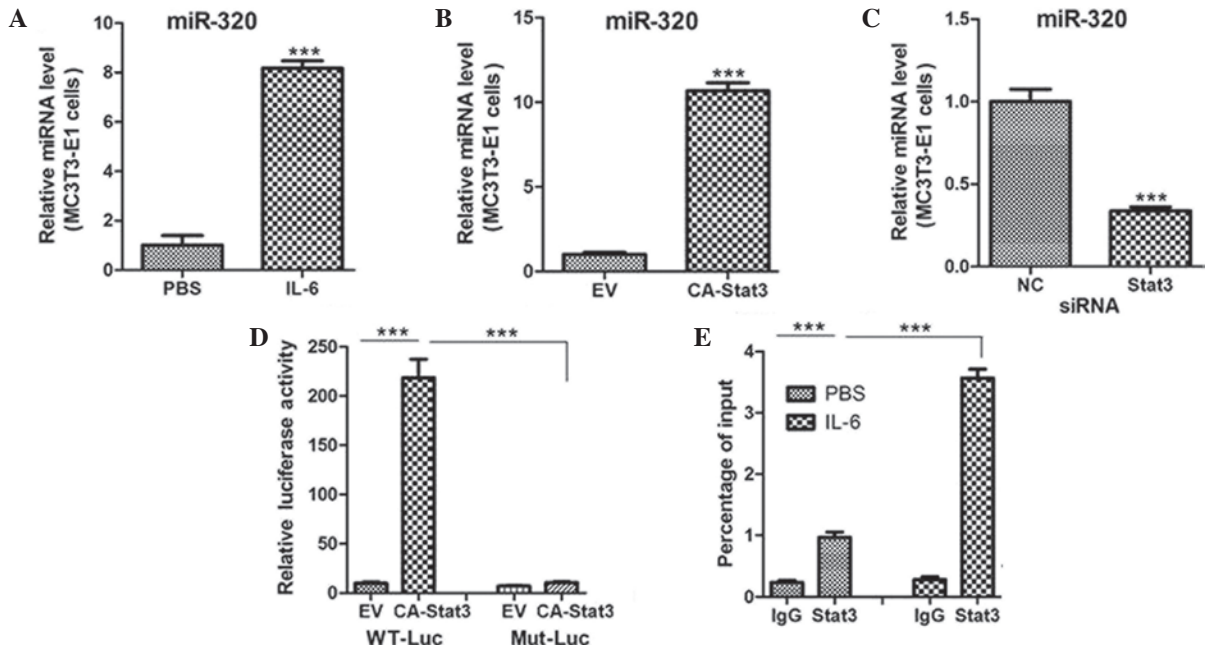 A
miR-320
Relative miRNA level
(MC3T3-E1 cells )
10
8
6
4
2
0
***
PBS
IL-6
B
miR-320
Relative miRNA level
(MC3T3-E1 cells)
15
10
5
0
***
EV
CA-Stat3
C
miR-320
Relative miRNA level
(MC3T3-E1 cells)
1.5
1.0
0.5
0.0
***
NC
Stat3
siRNA
D
Relative luciferase activity
250
200
150
100
50
0
***
***
EV CA-Stat3
EV CA-Stat3
WT-Luc
Mut-Luc
E
Percentage of input
4
3
2
1
0
***
***
PBS
IL-6
IgG Stat3
IgG Stat3